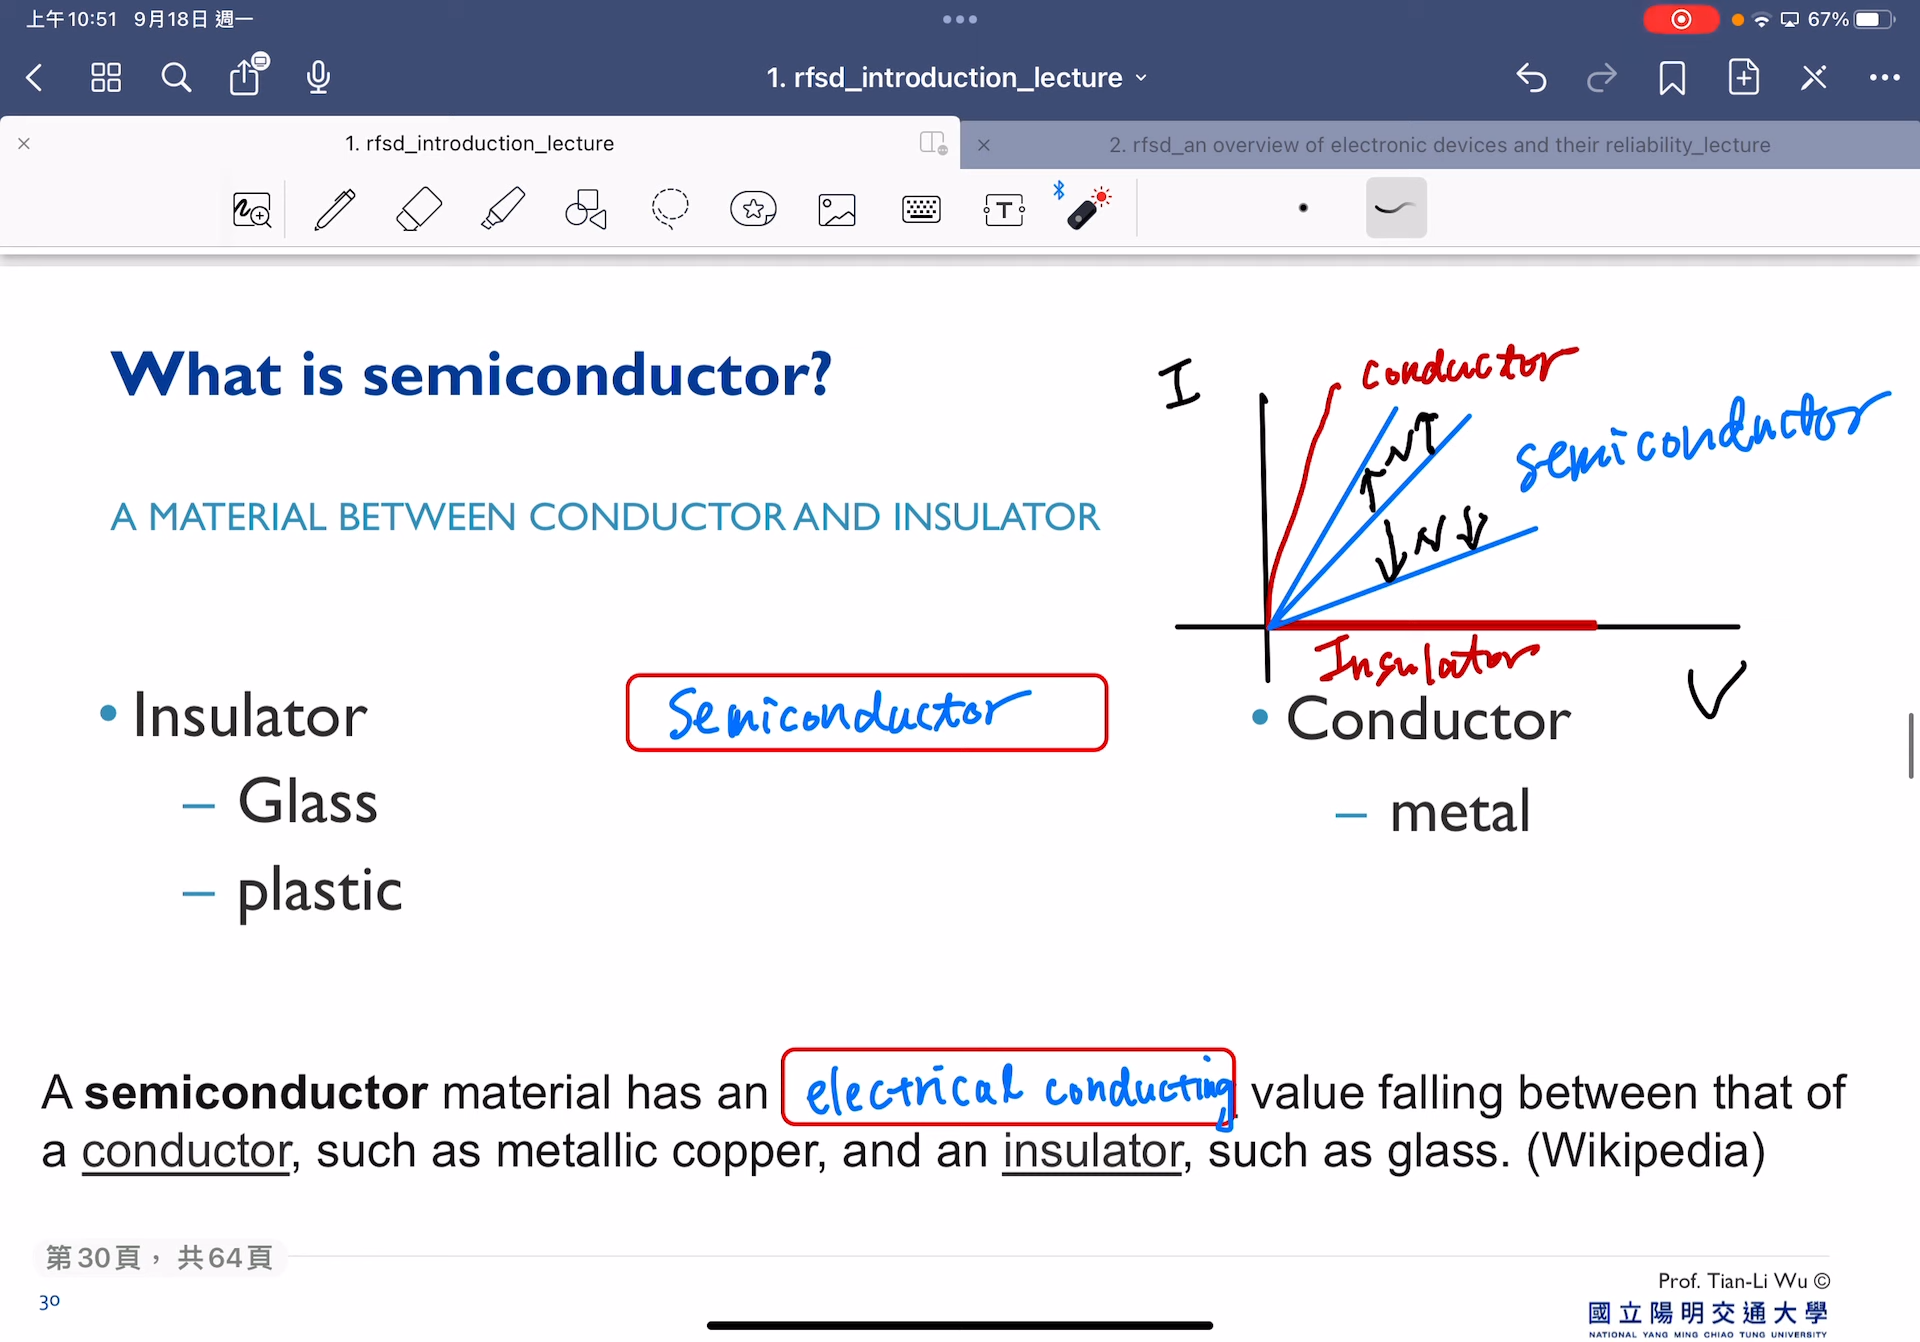 上午10:51 9月18日 週一
67%
1. rfsd_introduction_lecture
1. rfsd_introduction_lecture
2. rfsd_an overview of electronic devices and their reliability_lecture
What is semiconductor?
I
conductor
N↑
semiconductor
A MATERIAL BETWEEN CONDUCTOR AND INSULATOR
N↓
Insulator
V
• Insulator
Semiconductor
• Conductor
– Glass
– metal
– plastic
A semiconductor material has an electrical conducting value falling between that of
a conductor, such as metallic copper, and an insulator, such as glass. (Wikipedia)
第30頁，共64頁
Prof. Tian-Li Wu ©
30
國立陽明交通大學
NATIONAL YANG MING CHIAO TUNG UNIVERSITY